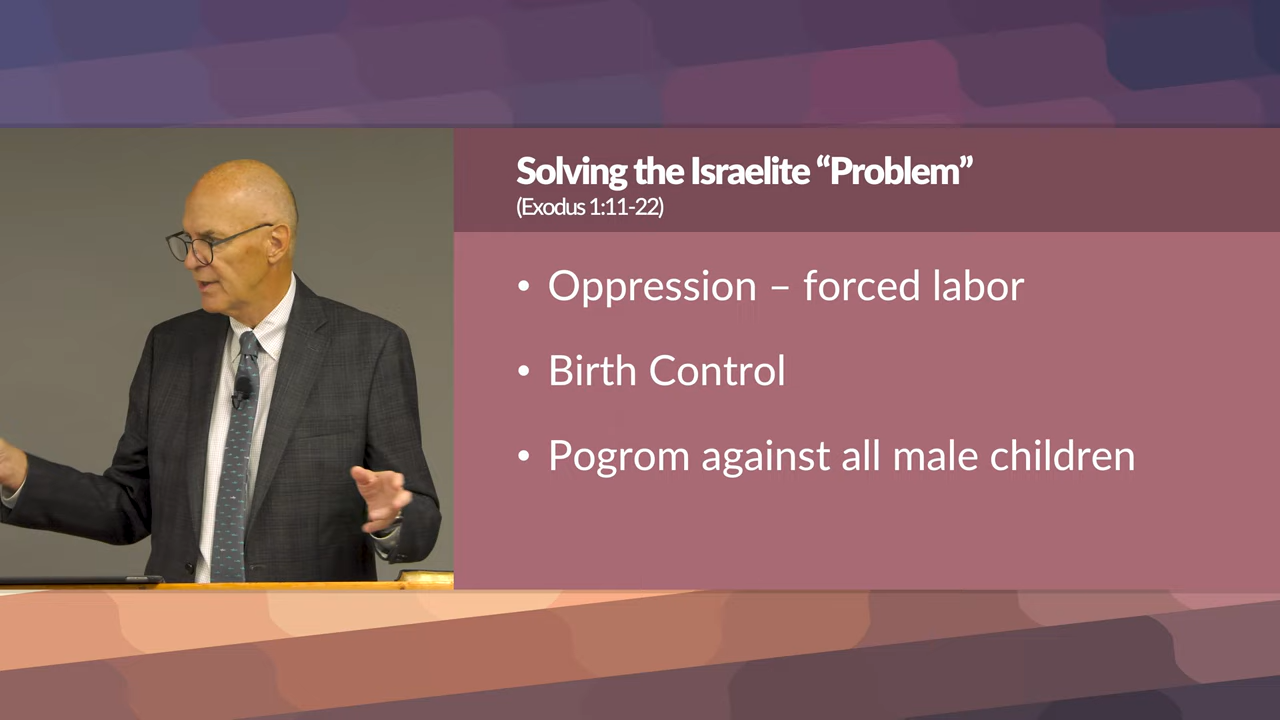 Solving the Israelite “Problem”
(Exodus 1:11-22)
• Oppression – forced labor
• Birth Control
• Pogrom against all male children